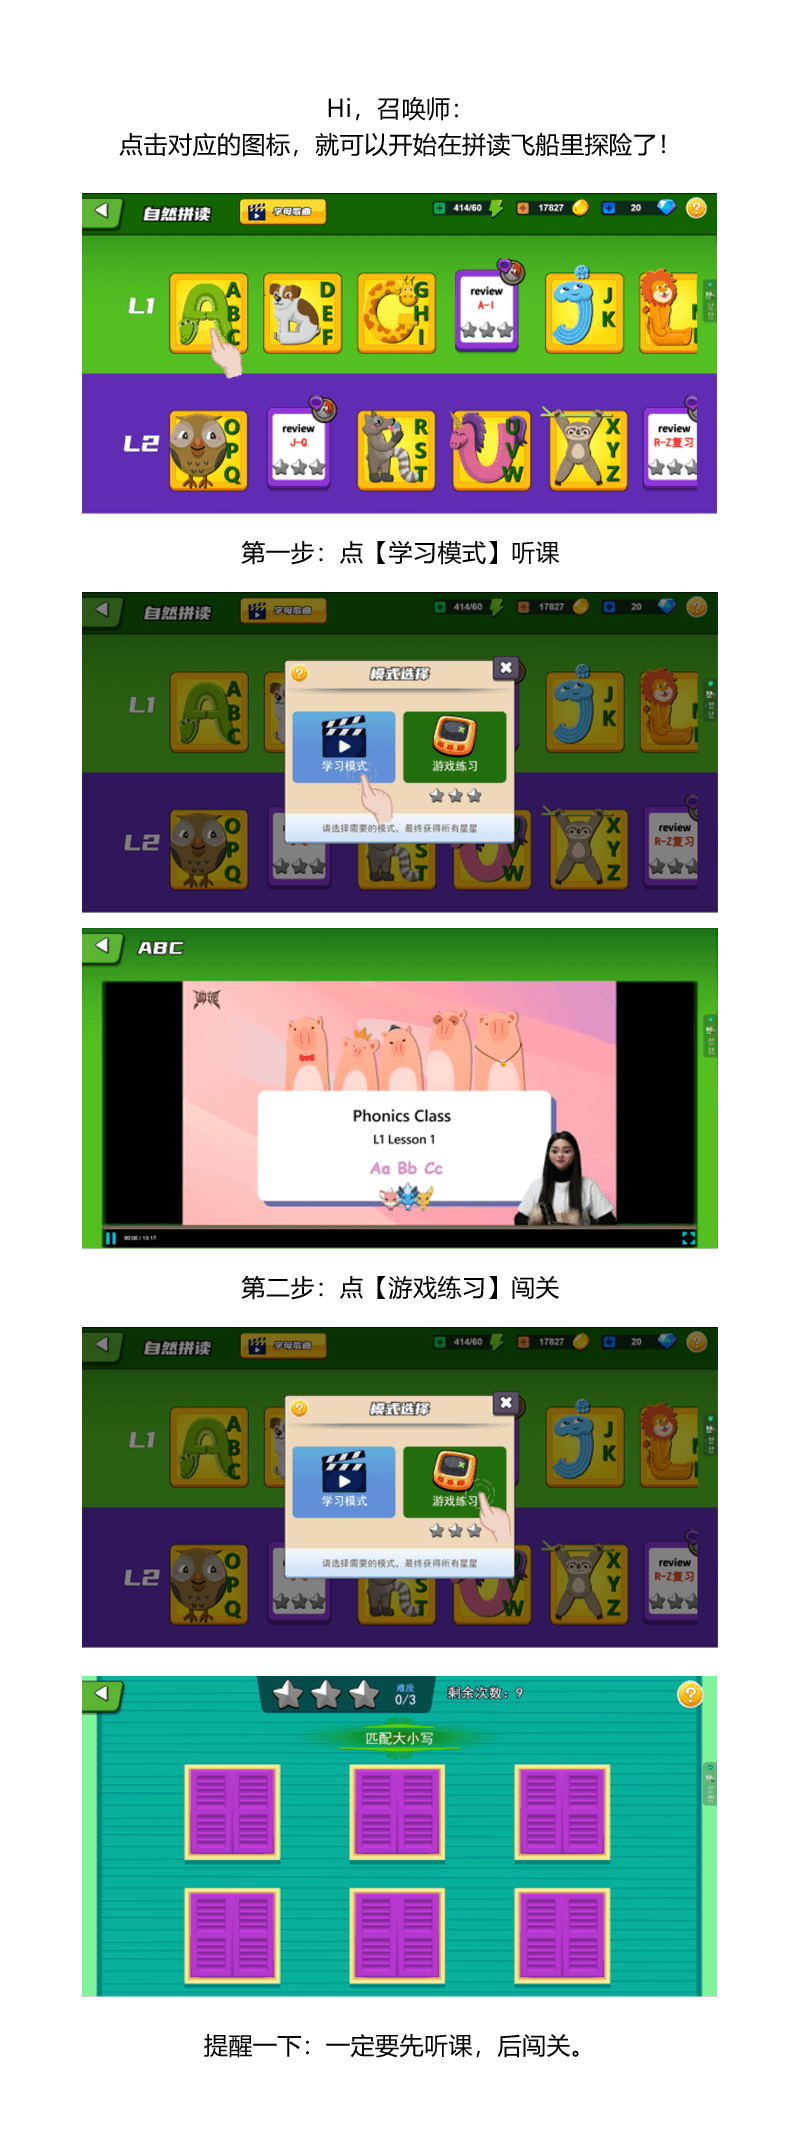 Hi，召唤师：
点击对应的图标，就可以开始在拼读飞船里探险了！
自然拼读 字母歌曲 414/60 17827 20 ?
L1 A B C D E F G H I review A-I J K L
L2 O P Q review J-Q R S T U V W X Y Z review R-Z复习
第一步：点【学习模式】听课
自然拼读 字母歌曲 414/60 17827 20 ?
模式选择
L1 A B C J K
学习模式 游戏练习
请选择需要的模式，最终获得所有星星
L2 O P Q S T V W X Y Z review R-Z复习
ABC
Phonics Class
L1 Lesson 1
Aa Bb Cc
00:00 / 13:17
第二步：点【游戏练习】闯关
自然拼读 字母歌曲 414/60 17827 20 ?
模式选择
L1 A B C J K
学习模式 游戏练习
请选择需要的模式，最终获得所有星星
L2 O P Q S T V W X Y Z review R-Z复习
难度 0/3 剩余次数：9 ?
匹配大小写
提醒一下：一定要先听课，后闯关。